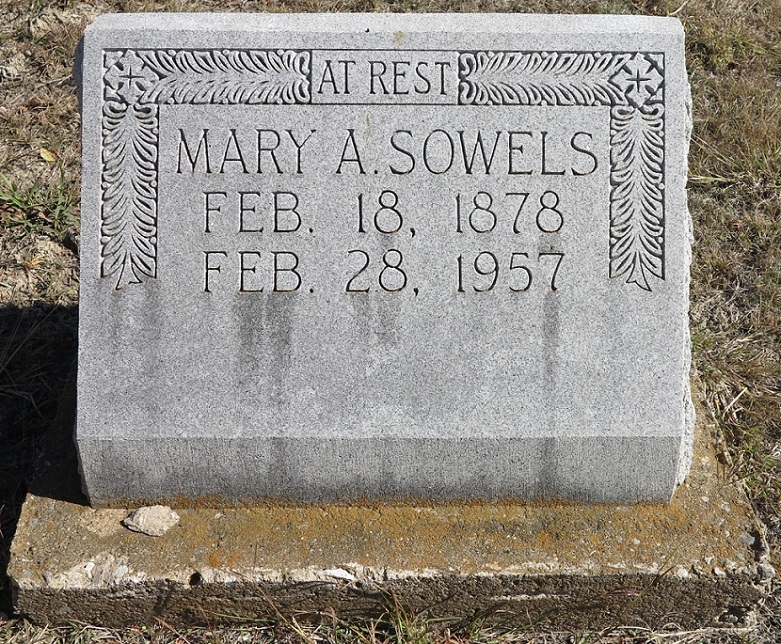 AT REST
MARY A. SOWELS
FEB. 18, 1878
FEB. 28, 1957